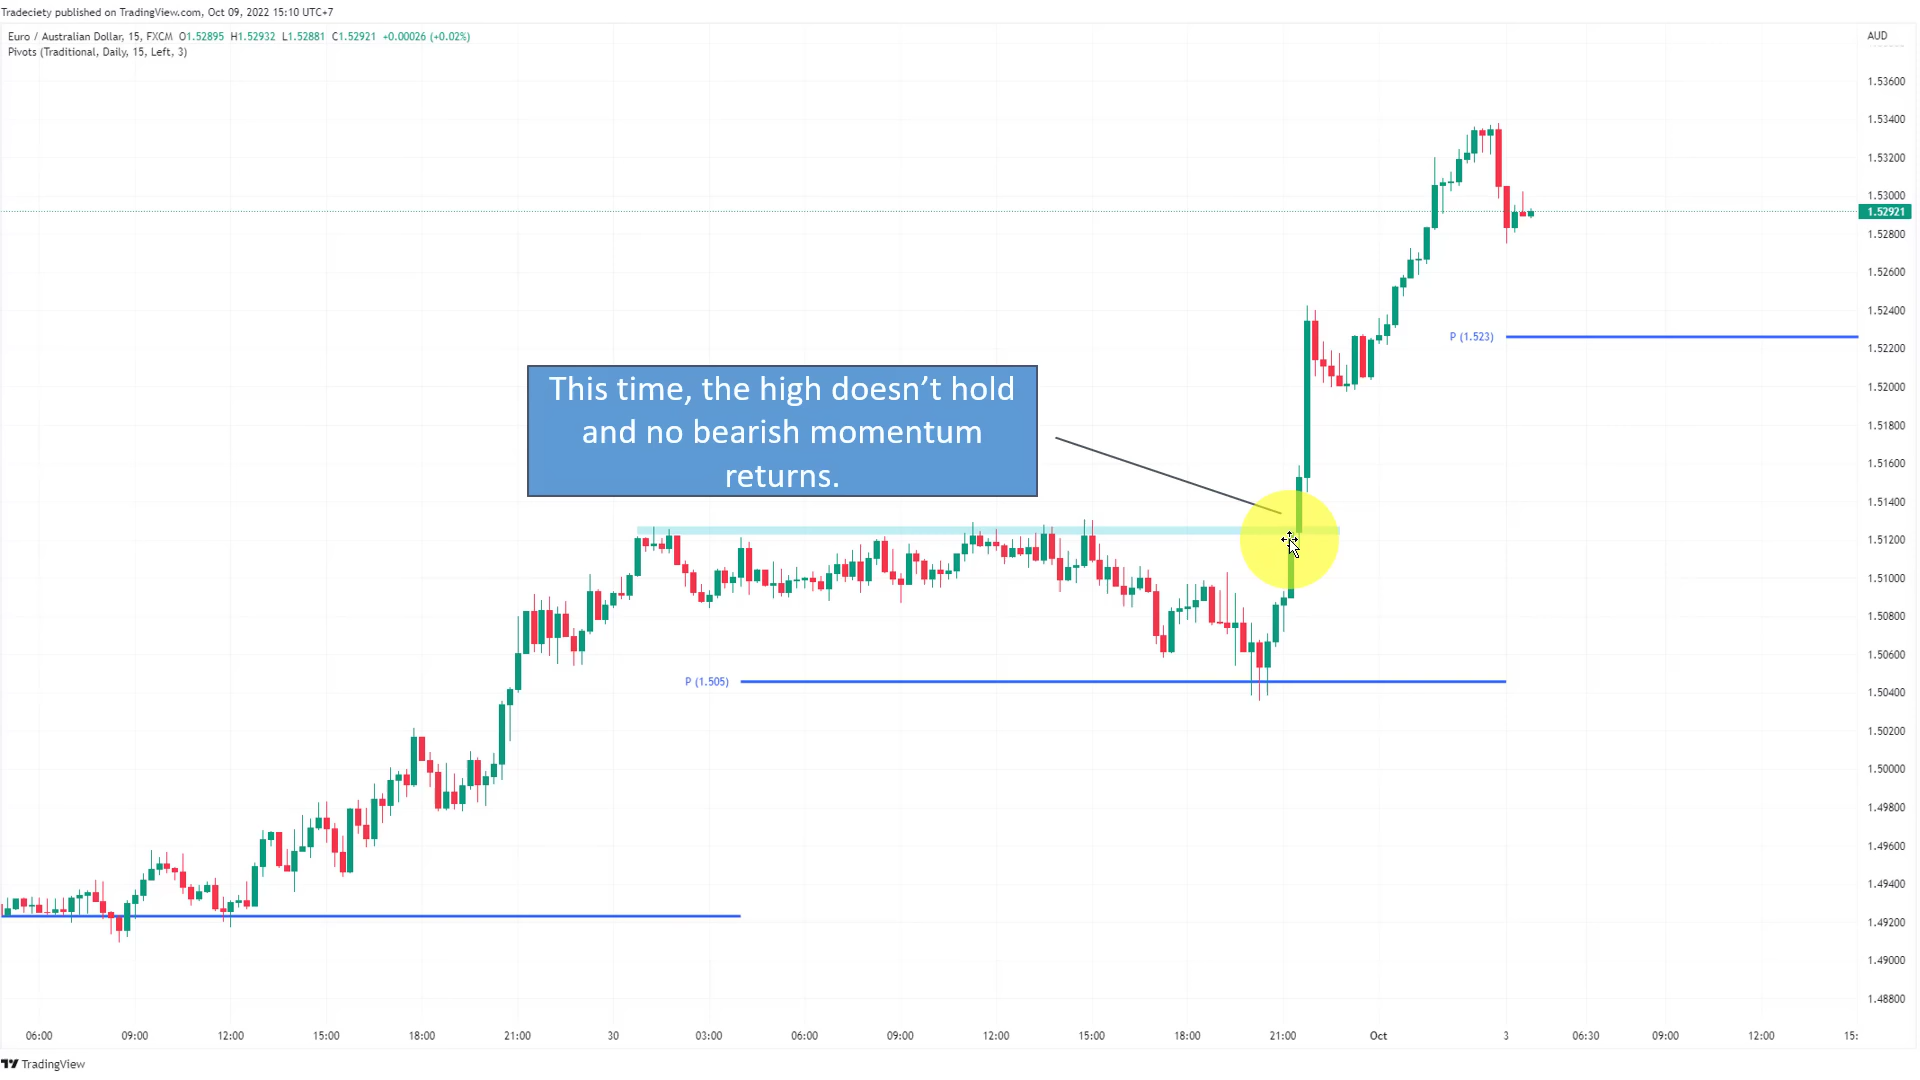 Tradeciety published on TradingView.com, Oct 09, 2022 15:10 UTC+7
Euro / Australian Dollar, 15, FXCM O1.52895 H1.52932 L1.52881 C1.52921 +0.00026 (+0.02%)
Pivots (Traditional, Daily, 15, Left, 3)
AUD
1.53600
1.53400
1.53200
1.53000
1.52921
1.52800
1.52600
1.52400
P (1.523)
1.52200
1.52000
This time, the high doesn’t hold
and no bearish momentum
returns.
1.51800
1.51600
1.51400
1.51200
1.51000
1.50800
1.50600
P (1.505)
1.50400
1.50200
1.50000
1.49800
1.49600
1.49400
1.49200
1.49000
1.48800
06:00 09:00 12:00 15:00 18:00 21:00 30 03:00 06:00 09:00 12:00 15:00 18:00 21:00 Oct 3 06:30 09:00 12:00 15:
TradingView